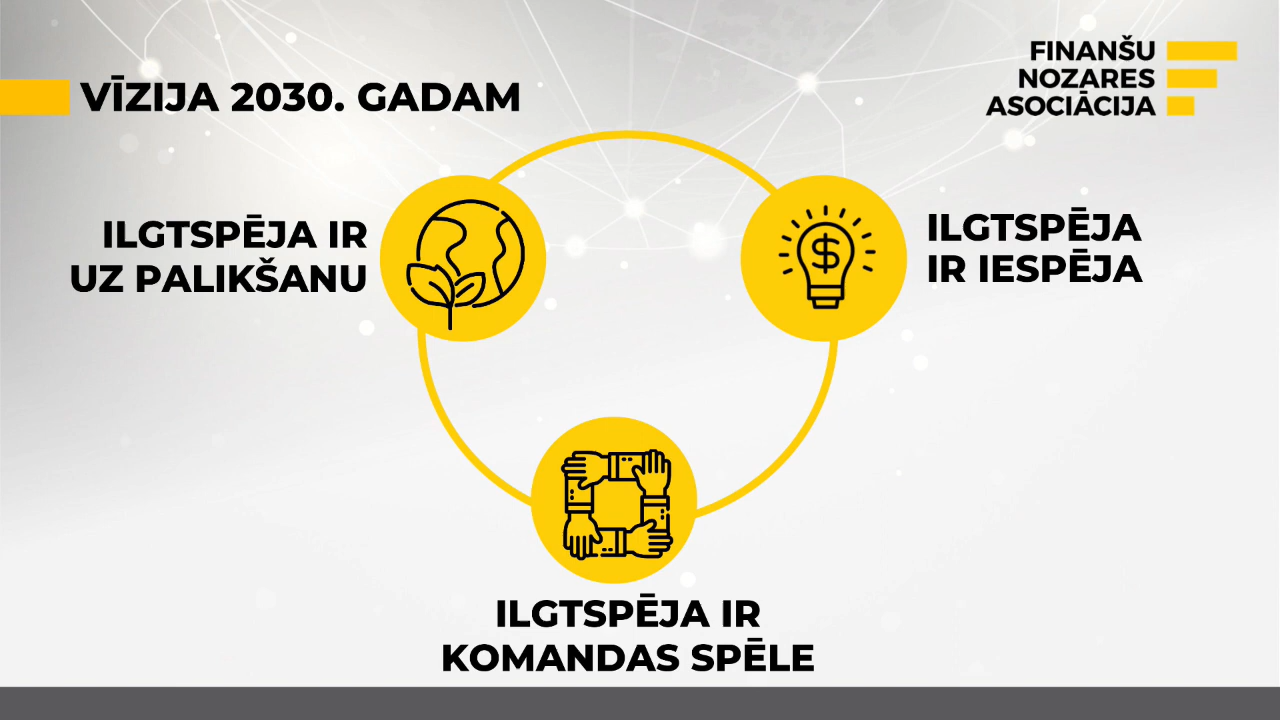 VĪZIJA 2030. GADAM
FINANŠU
NOZARES
ASOCIĀCIJA
ILGTSPĒJA IR
UZ PALIKŠANU
ILGTSPĒJA
IR IESPĒJA
$
ILGTSPĒJA IR
KOMANDAS SPĒLE